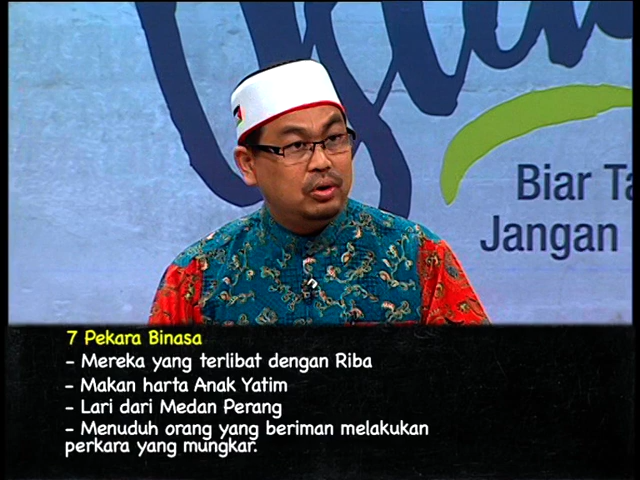 Biar Ta
Jangan
7 Pekara Binasa
- Mereka yang terlibat dengan Riba
- Makan harta Anak Yatim
- Lari dari Medan Perang
- Menuduh orang yang beriman melakukan
perkara yang mungkar.